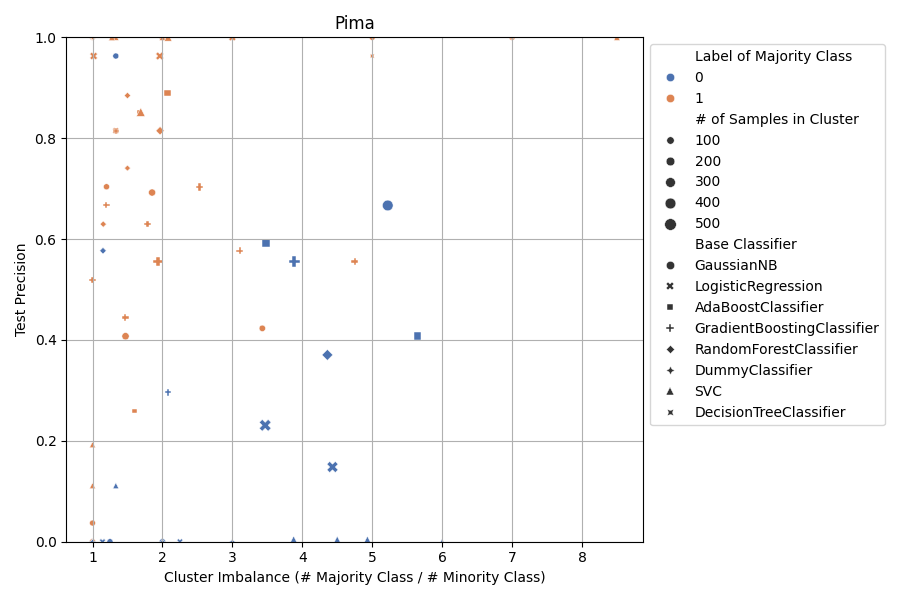 Pima
1.0
0.8
0.6
0.4
0.2
0.0
Test Precision
1 2 3 4 5 6 7 8
Cluster Imbalance (# Majority Class / # Minority Class)
Label of Majority Class
0
1
# of Samples in Cluster
100
200
300
400
500
Base Classifier
GaussianNB
LogisticRegression
AdaBoostClassifier
GradientBoostingClassifier
RandomForestClassifier
DummyClassifier
SVC
DecisionTreeClassifier